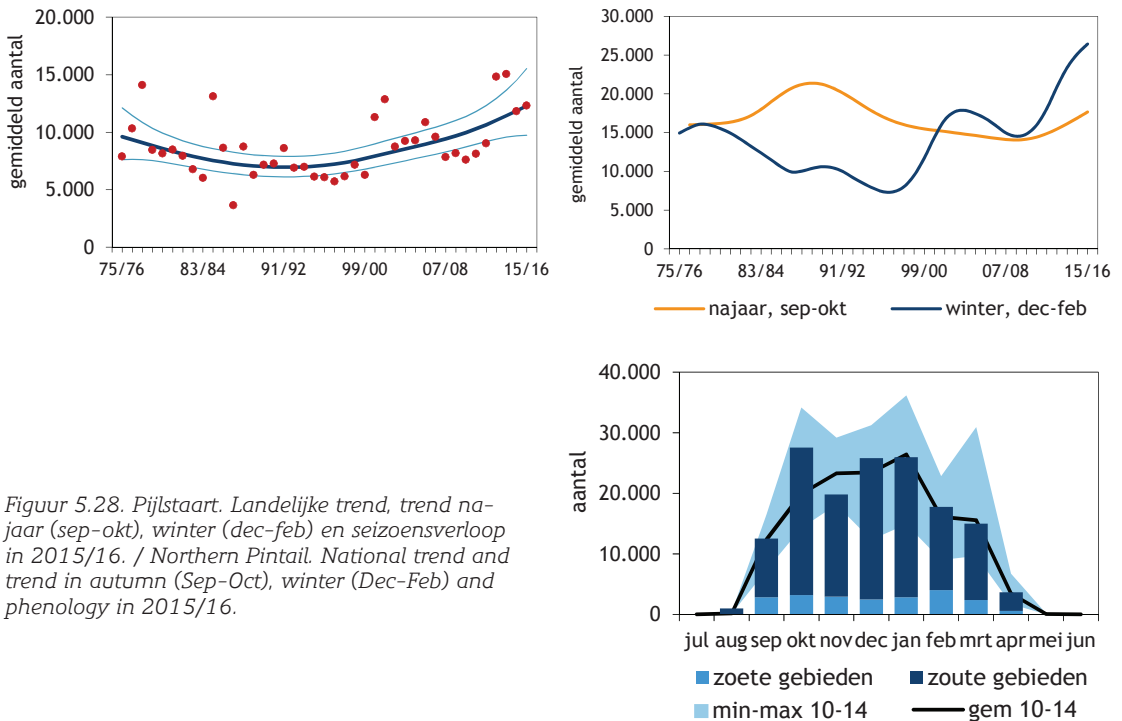 20.000
15.000
10.000
5.000
0
gemiddeld aantal
75/76 83/84 91/92 99/00 07/08 15/16
30.000
25.000
20.000
15.000
10.000
5.000
0
gemiddeld aantal
75/76 83/84 91/92 99/00 07/08 15/16
najaar, sep-okt winter, dec-feb
Figuur 5.28. Pijlstaart. Landelijke trend, trend na-
jaar (sep-okt), winter (dec-feb) en seizoensverloop
in 2015/16. / Northern Pintail. National trend and
trend in autumn (Sep-Oct), winter (Dec-Feb) and
phenology in 2015/16.
40.000
30.000
20.000
10.000
0
aantal
jul aug sep okt nov dec jan feb mrt apr mei jun
zoete gebieden zoute gebieden
min-max 10-14 gem 10-14